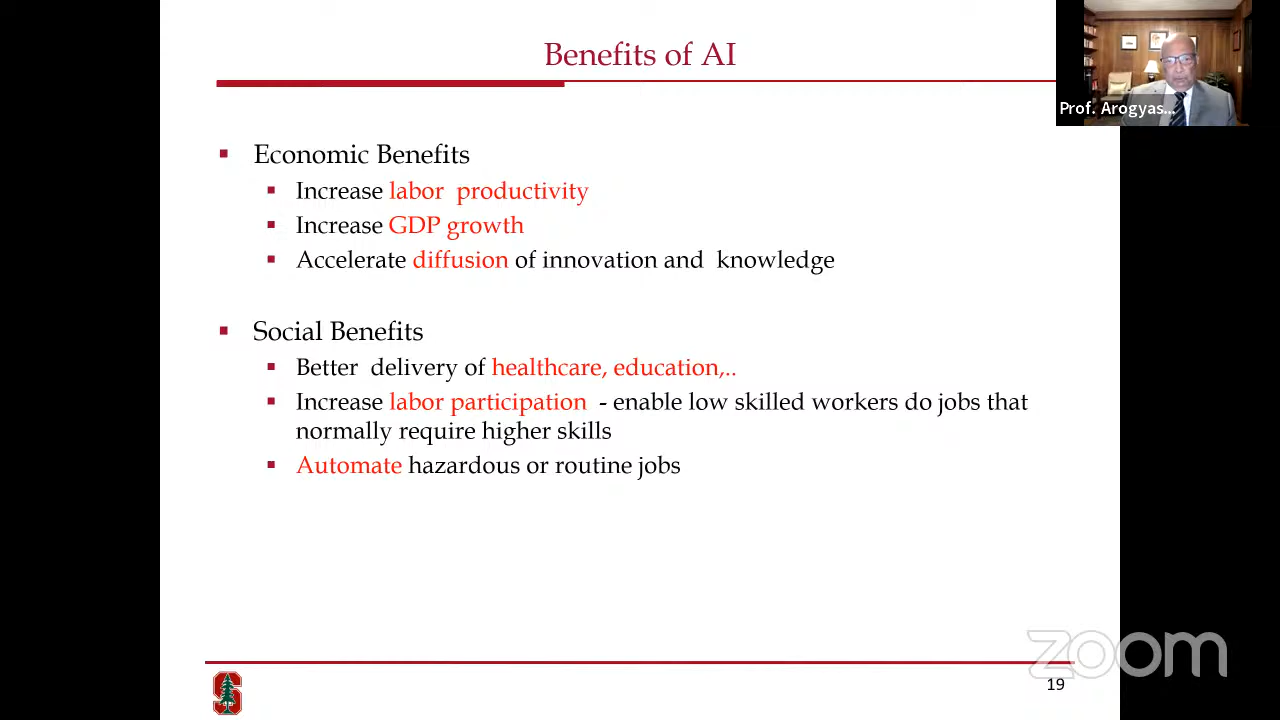 Benefits of AI
Prof. Arogyas...
Economic Benefits
Increase labor productivity
Increase GDP growth
Accelerate diffusion of innovation and knowledge
Social Benefits
Better delivery of healthcare, education,..
Increase labor participation - enable low skilled workers do jobs that
normally require higher skills
Automate hazardous or routine jobs
zoom
19
S